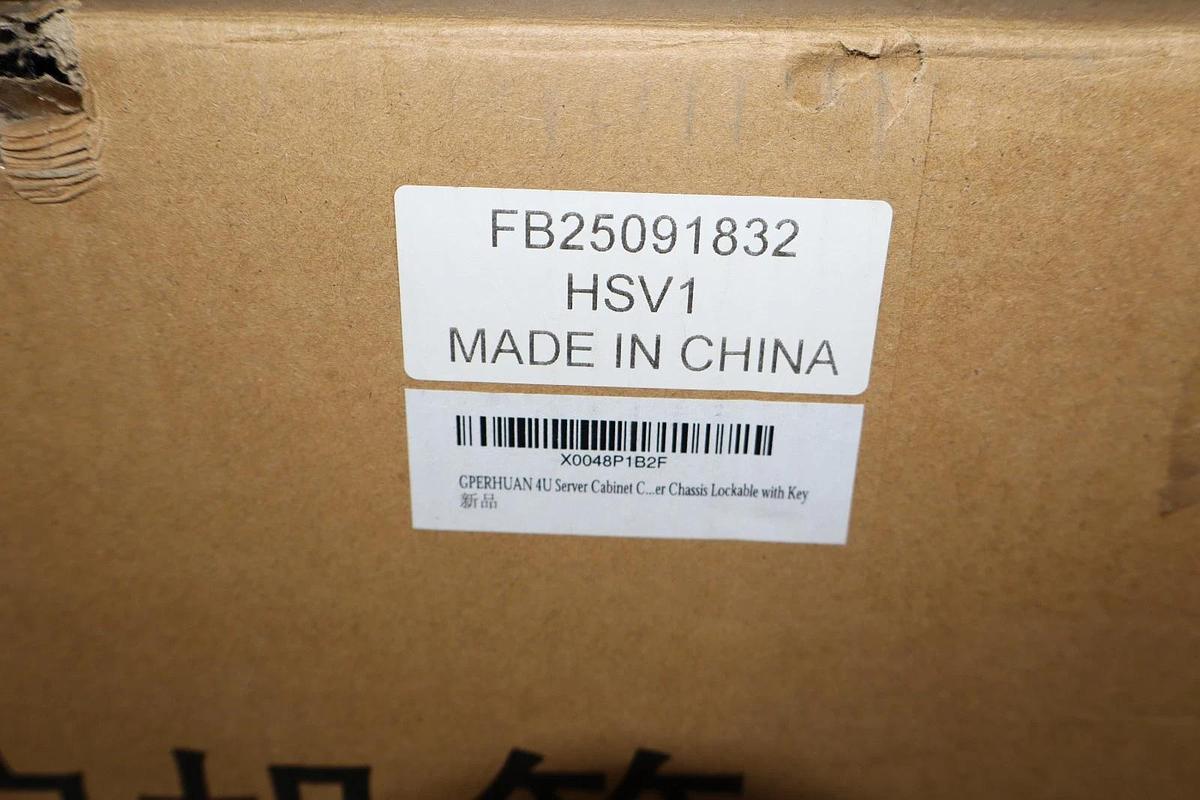 FB25091832
HSV1
MADE IN CHINA
X0048P1B2F
GPERHUAN 4U Server Cabinet C...er Chassis Lockable with Key
新品